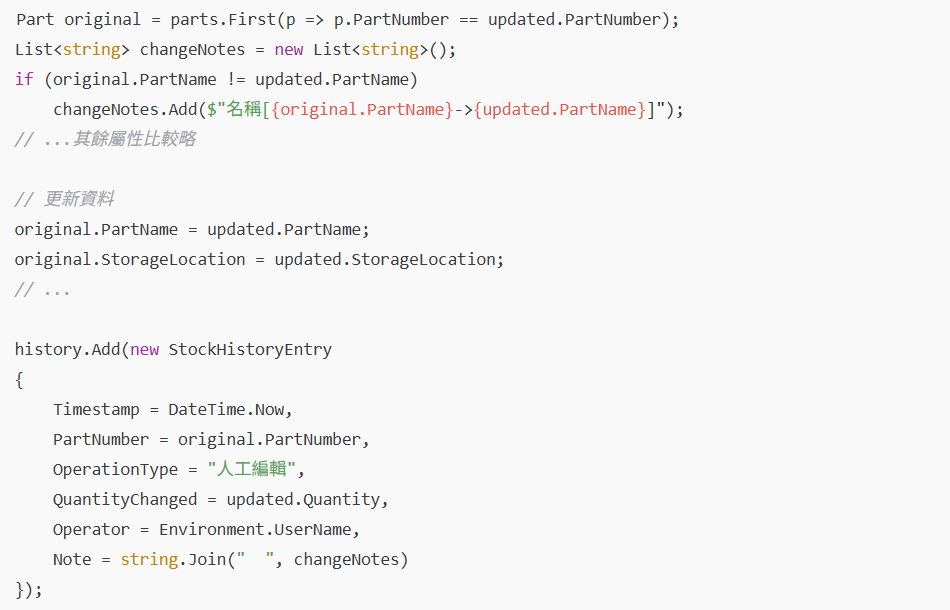 Part original = parts.First(p => p.PartNumber == updated.PartNumber);
List<string> changeNotes = new List<string>();
if (original.PartName != updated.PartName)
    changeNotes.Add($"名稱[{original.PartName}->{updated.PartName}]");
// ...其餘屬性比較略

// 更新資料
original.PartName = updated.PartName;
original.StorageLocation = updated.StorageLocation;
// ...

history.Add(new StockHistoryEntry
{
    Timestamp = DateTime.Now,
    PartNumber = original.PartNumber,
    OperationType = "人工編輯",
    QuantityChanged = updated.Quantity,
    Operator = Environment.UserName,
    Note = string.Join("  ", changeNotes)
});